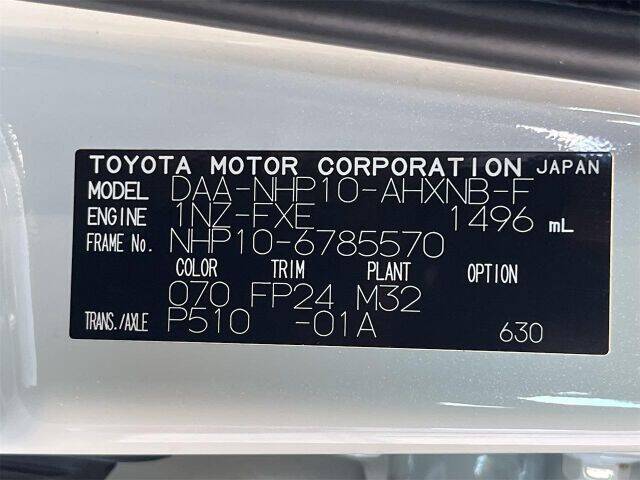 TOYOTA MOTOR CORPORATION JAPAN
MODEL DAA-NHP10-AHXNB-F
ENGINE 1NZ-FXE 1496 mL
FRAME No. NHP10-6785570
COLOR TRIM PLANT OPTION
070 FP24 M32
TRANS./AXLE P510 -01A 630